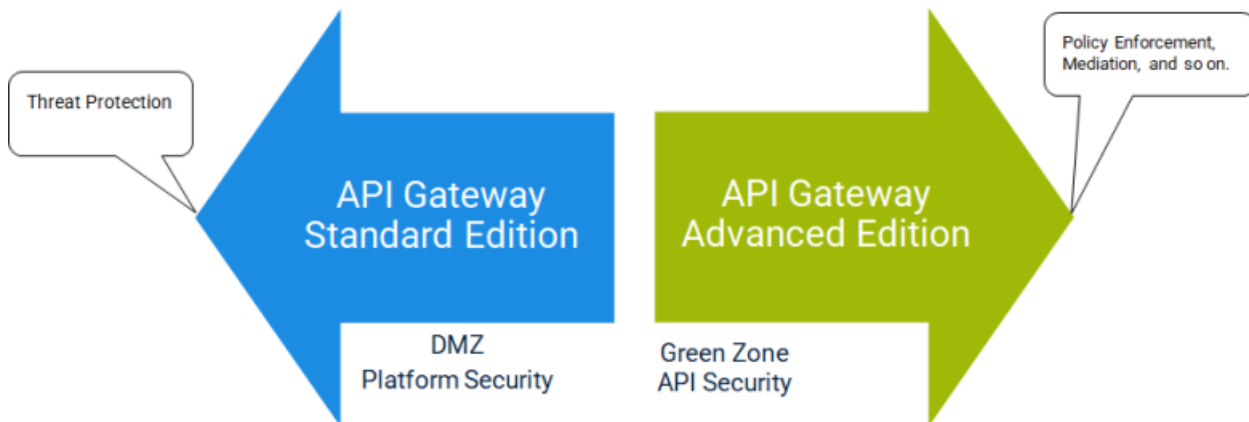 Threat Protection
API Gateway
Standard Edition
DMZ
Platform Security
API Gateway
Advanced Edition
Green Zone
API Security
Policy Enforcement,
Mediation, and so on.